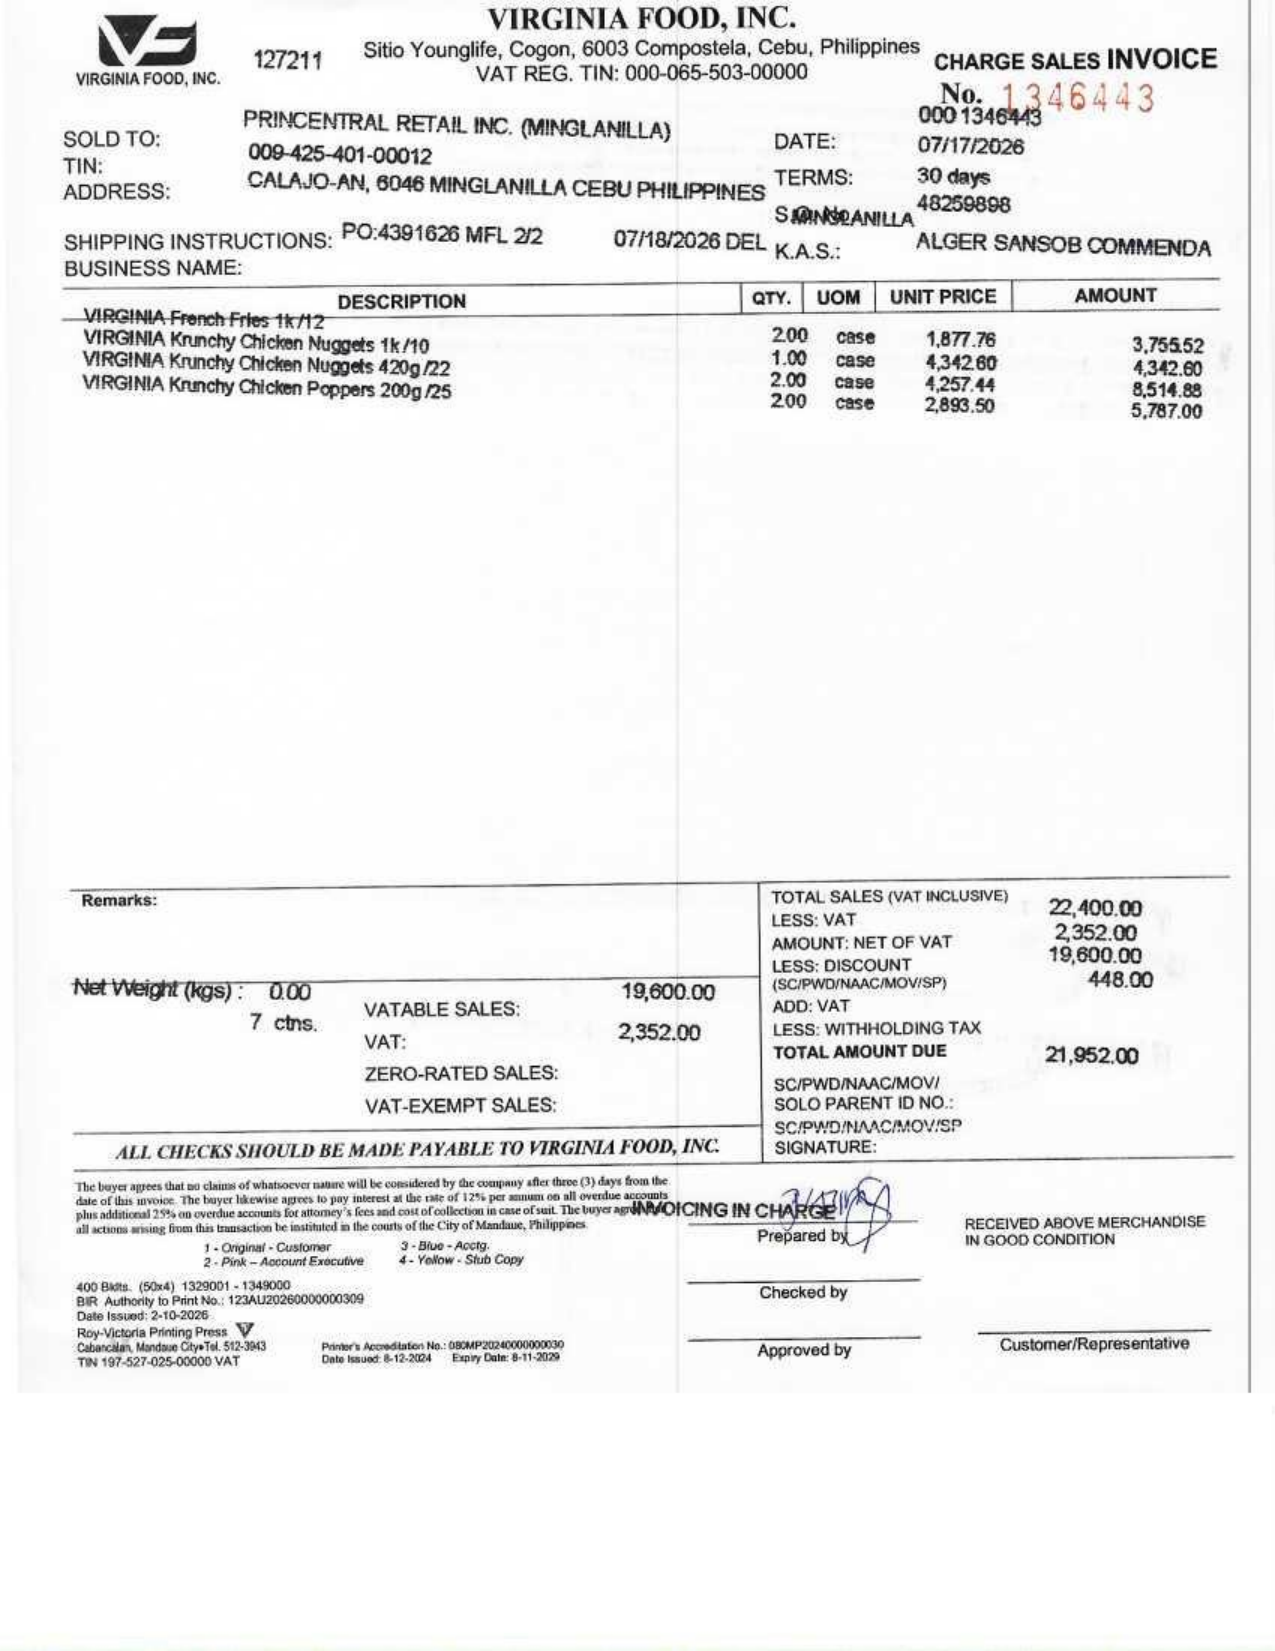 VIRGINIA FOOD, INC.
VIRGINIA FOOD, INC.
127211
Sitio Younglife, Cogon, 6003 Compostela, Cebu, Philippines
VAT REG. TIN: 000-065-503-00000
CHARGE SALES INVOICE
No. 1346443
000 1346443
SOLD TO: PRINCENTRAL RETAIL INC. (MINGLANILLA)
TIN: 009-425-401-00012
ADDRESS: CALAJO-AN, 6046 MINGLANILLA CEBU PHILIPPINES
DATE: 07/17/2026
TERMS: 30 days
S.O. No. MINGLANILLA 48259898
SHIPPING INSTRUCTIONS: PO:4391626 MFL 2/2 07/18/2026 DEL
K.A.S.: ALGER SANSOB COMMENDA
BUSINESS NAME:
DESCRIPTION QTY. UOM UNIT PRICE AMOUNT
VIRGINIA French Fries 1k/12 2.00 case 1,877.76 3,755.52
VIRGINIA Krunchy Chicken Nuggets 1k/10 1.00 case 4,342.60 4,342.60
VIRGINIA Krunchy Chicken Nuggets 420g/22 2.00 case 4,257.44 8,514.88
VIRGINIA Krunchy Chicken Poppers 200g/25 2.00 case 2,893.50 5,787.00
Remarks:
Net Weight (kgs) : 0.00
7 ctns.
VATABLE SALES: 19,600.00
VAT: 2,352.00
ZERO-RATED SALES:
VAT-EXEMPT SALES:
TOTAL SALES (VAT INCLUSIVE) 22,400.00
LESS: VAT 2,352.00
AMOUNT: NET OF VAT 19,600.00
LESS: DISCOUNT 448.00
(SC/PWD/NAAC/MOV/SP)
ADD: VAT
LESS: WITHHOLDING TAX
TOTAL AMOUNT DUE 21,952.00
SC/PWD/NAAC/MOV/
SOLO PARENT ID NO.:
SC/PWD/NAAC/MOV/SP
SIGNATURE:
ALL CHECKS SHOULD BE MADE PAYABLE TO VIRGINIA FOOD, INC.
The buyer agrees that no claims of whatsoever nature will be considered by the company after three (3) days from the
date of this invoice. The buyer likewise agrees to pay interest at the rate of 12% per annum on all overdue accounts
plus additional 25% on overdue accounts for attorney's fees and cost of collection in case of suit. The buyer
all actions arising from this transaction be instituted in the courts of the City of Mandaue, Philippines.
INVOICING IN CHARGE
Prepared by
Checked by
Approved by
RECEIVED ABOVE MERCHANDISE
IN GOOD CONDITION
Customer/Representative
1 - Original - Customer 3 - Blue - Acctg.
2 - Pink – Account Executive 4 - Yellow - Stub Copy
400 Bklts. (50x4) 1329001 - 1349000
BIR Authority to Print No.: 123AU20260000000309
Date Issued: 2-10-2026
Roy-Victoria Printing Press
Cabancalan, Mandaue City•Tel. 512-3943
TIN 197-527-025-00000 VAT
Printer's Accreditation No.: 080MP20240000000030
Date Issued: 8-12-2024 Expiry Date: 8-11-2029